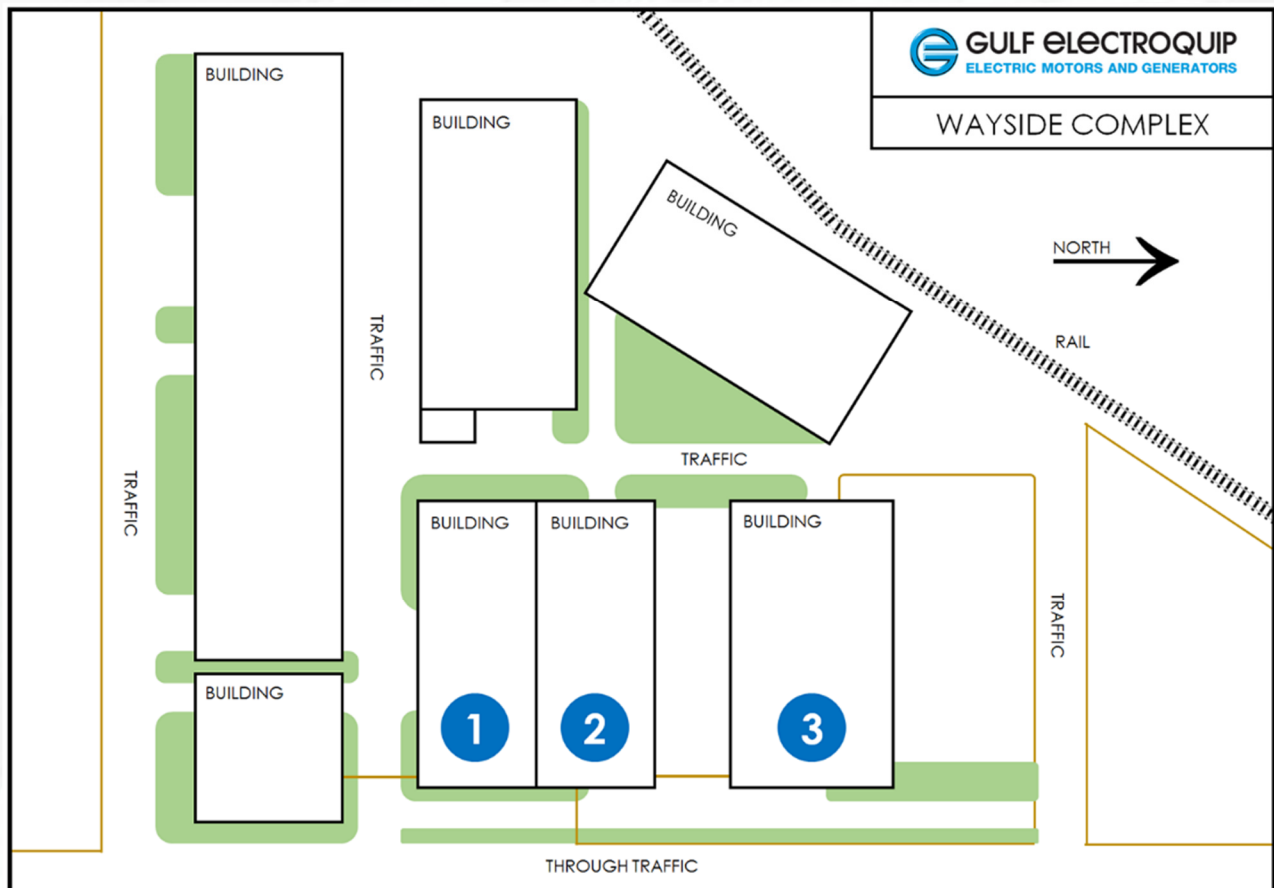 GULF ELECTROQUIP
ELECTRIC MOTORS AND GENERATORS
WAYSIDE COMPLEX
BUILDING
BUILDING
BUILDING
NORTH
TRAFFIC
RAIL
TRAFFIC
TRAFFIC
BUILDING
BUILDING
BUILDING
TRAFFIC
BUILDING
1
2
3
THROUGH TRAFFIC